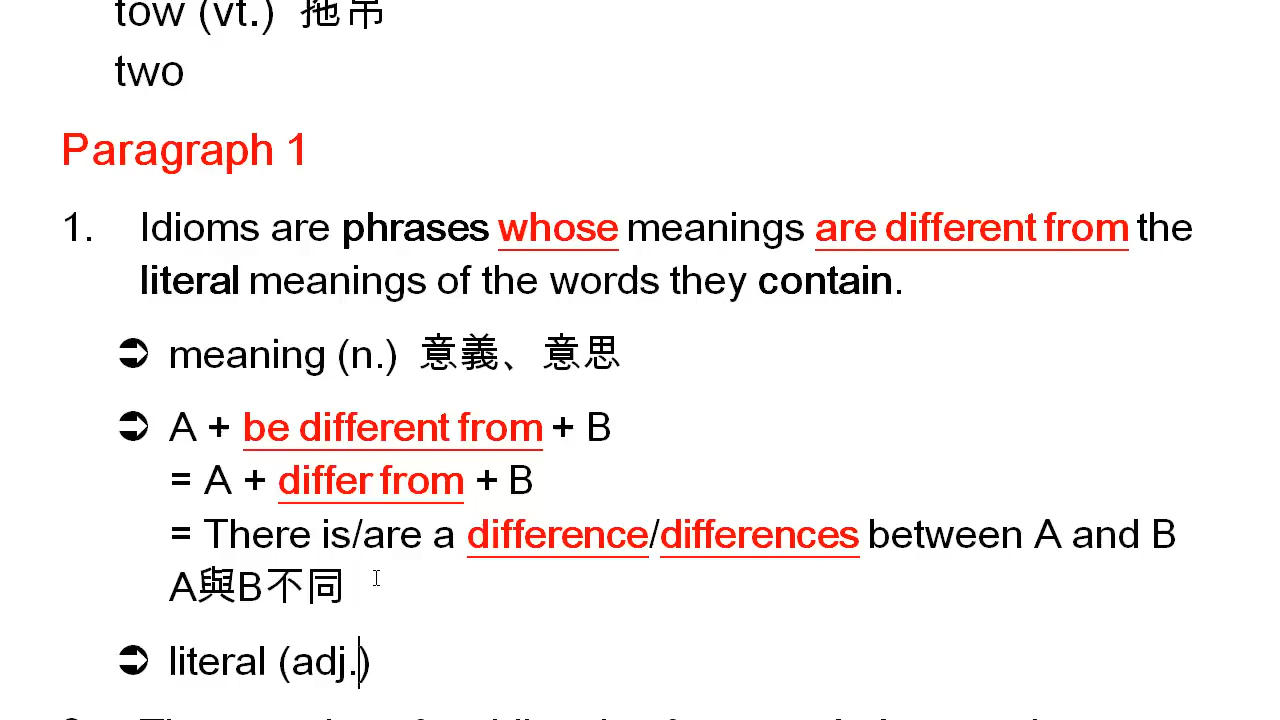 tow (vt.) 拖吊
two
Paragraph 1
1. Idioms are phrases whose meanings are different from the
literal meanings of the words they contain.
➲ meaning (n.) 意義、意思
➲ A + be different from + B
= A + differ from + B
= There is/are a difference/differences between A and B
A與B不同
➲ literal (adj.)